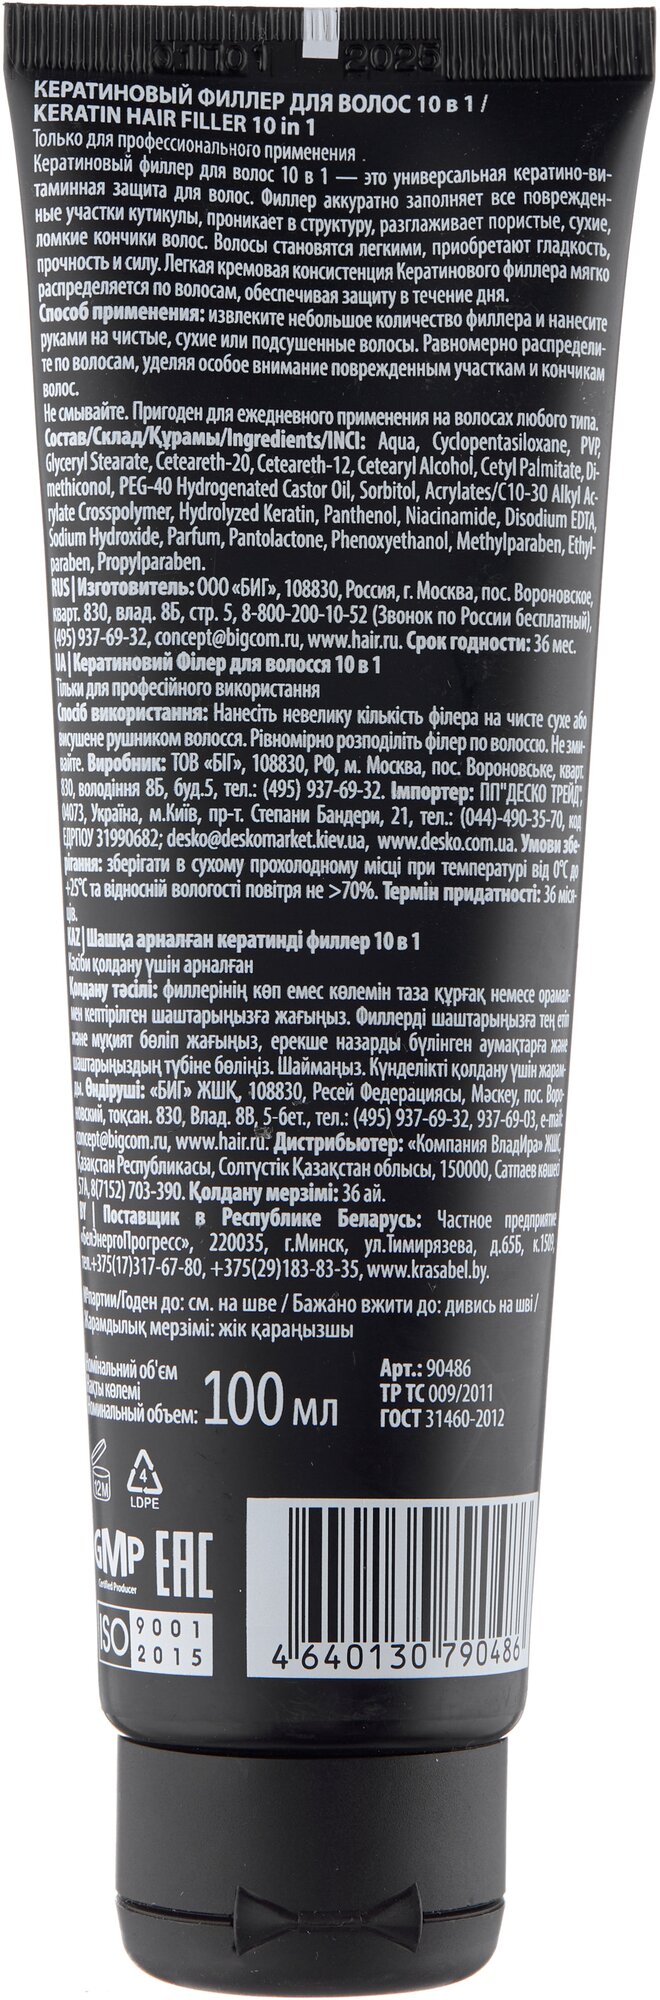 2025
КЕРАТИНОВЫЙ ФИЛЛЕР ДЛЯ ВОЛОС 10 в 1 /
KERATIN HAIR FILLER 10 in 1
Только для профессионального применения
Кератиновый филлер для волос 10 в 1 — это универсальная кератино-ви-
таминная защита для волос. Филлер аккуратно заполняет все поврежден-
ные участки кутикулы, проникает в структуру, разглаживает пористые, сухие,
ломкие кончики волос. Волосы становятся легкими, приобретают гладкость,
прочность и силу. Легкая кремовая консистенция Кератинового филлера мягко
распределяется по волосам, обеспечивая защиту в течение дня.
Способ применения: извлеките небольшое количество филлера и нанесите
руками на чистые, сухие или подсушенные волосы. Равномерно распредели-
те по волосам, уделяя особое внимание поврежденным участкам и кончикам
волос.
Не смывайте. Пригоден для ежедневного применения на волосах любого типа.
Состав/Склад/Құрамы/Ingredients/INCI: Aqua, Cyclopentasiloxane, PVP,
Glyceryl Stearate, Ceteareth-20, Ceteareth-12, Cetearyl Alcohol, Cetyl Palmitate, Di-
methiconol, PEG-40 Hydrogenated Castor Oil, Sorbitol, Acrylates/C10-30 Alkyl Ac-
rylate Crosspolymer, Hydrolyzed Keratin, Panthenol, Niacinamide, Disodium EDTA,
Sodium Hydroxide, Parfum, Pantolactone, Phenoxyethanol, Methylparaben, Ethyl-
paraben, Propylparaben.
RUS | Изготовитель: ООО «БИГ», 108830, Россия, г. Москва, пос. Вороновское,
кварт. 830, влад. 8Б, стр. 5, 8-800-200-10-52 (Звонок по России бесплатный),
(495) 937-69-32, concept@bigcom.ru, www.hair.ru. Срок годности: 36 мес.
UA | Кератиновий Філер для волосся 10 в 1
Тільки для професійного використання
Спосіб використання: Нанесіть невелику кількість філера на чисте сухе або
висушене рушником волосся. Рівномірно розподіліть філер по волоссю. Не зми-
вайте. Виробник: ТОВ «БІГ», 108830, РФ, м. Москва, пос. Вороновське, кварт.
830, володіння 8Б, буд.5, тел.: (495) 937-69-32. Імпортер: ПП"ДЕСКО ТРЕЙД",
04073, Україна, м.Київ, пр-т. Степани Бандери, 21, тел.: (044)-490-35-70, код
ЕДРПОУ 31990682; desko@deskomarket.kiev.ua, www.desko.com.ua. Умови збе-
рігання: зберігати в сухому прохолодному місці при температурі від 0°C до
+25°C та відносній вологості повітря не >70%. Термін придатності: 36 міся-
ців.
KAZ | Шашқа арналған кератинді филлер 10 в 1
Кәсіби қолдану үшін арналған
Қолдану тәсілі: филлерінің көп емес көлемін таза құрғақ немесе орамал-
мен кептірілген шаштарыңызға жағыңыз. Филлерді шаштарыңызға тең етіп
және мұқият бөліп жағыңыз, ерекше назарды бүлінген аумақтарға және
шаштарыңыздың түбіне бөліңіз. Шаймаңыз. Күнделікті қолдану үшін жарам-
ды. Өндіруші: «БИГ» ЖШҚ, 108830, Ресей Федерациясы, Мәскеу, пос. Воро-
новский, тоқсан. 830, Влад. 8В, 5-бет., тел.: (495) 937-69-32, 937-69-03, e-mail:
concept@bigcom.ru, www.hair.ru. Дистрибьютер: «Компания ВладИра» ЖШС,
Қазақстан Республикасы, Солтүстік Қазақстан облысы, 150000, Сатпаев көшесі
57А, 8(7152) 703-390. Қолдану мерзімі: 36 ай.
BY | Поставщик в Республике Беларусь: Частное предприятие
«БелЭнергоПрогресс», 220035, г.Минск, ул.Тимирязева, д.65Б, к.1509,
тел.+375(17)317-67-80, +375(29)183-83-35, www.krasabel.by.
№партии/Годен до: см. на шве / Бажано вжити до: дивись на шві /
Жарамдылық мерзімі: жік қараңызшы
Номінальний об'єм
Нақты көлемі
Номинальный объем: 100 мл
Арт.: 90486
ТР ТС 009/2011
ГОСТ 31460-2012
12M
4
LDPE
GMP
Certified Producer
EAC
ISO 9001
2015
4 640130 790486